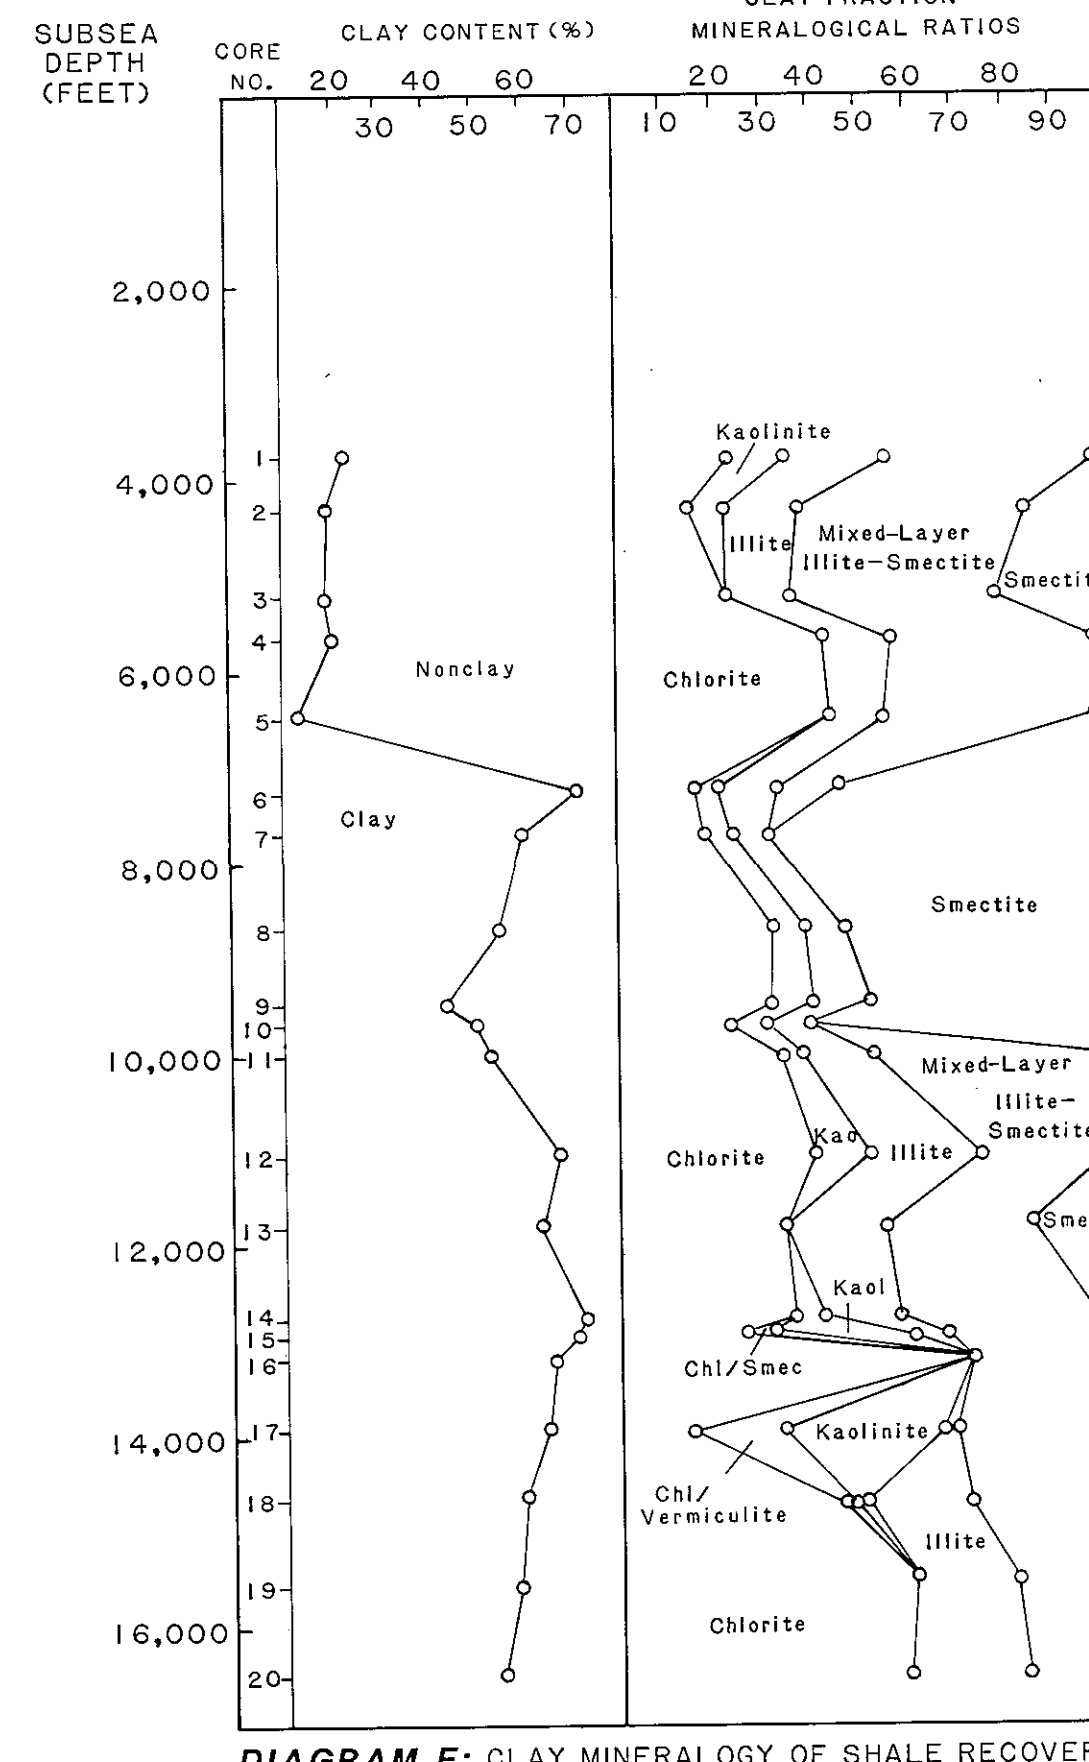 CLAY FRACTION
SUBSEA
DEPTH
(FEET)
CORE
NO.
CLAY CONTENT (%)
MINERALOGICAL RATIOS
20 40 60
20 40 60 80
30 50 70
10 30 50 70 90
2,000
Kaolinite
1
4,000
2
Illite
Mixed-Layer
Illite-Smectite
3
4
Nonclay
6,000
Chlorite
5
6
Clay
7
8,000
Smectite
8
9
10
10,000
11
Mixed-Layer
Illite-
Smectite
Kao
12
Chlorite
Illite
13
12,000
Kaol
14
15
16
Chl/Smec
17
Kaolinite
14,000
Chl/
Vermiculite
18
Illite
19
Chlorite
16,000
20
DIAGRAM E: CLAY MINERALOGY OF SHALE